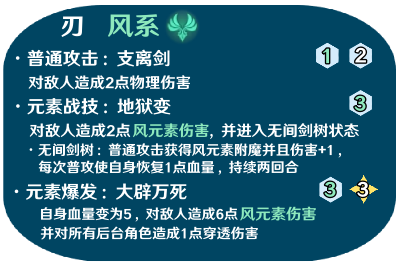 刃 风系
· 普通攻击：支离剑 1 2
对敌人造成2点物理伤害
· 元素战技：地狱变 3
对敌人造成2点风元素伤害，并进入无间剑树状态
· 无间剑树：普通攻击获得风元素附魔并且伤害+1，
每次普攻使自身恢复1点血量，持续两回合
· 元素爆发：大辟万死 3 3
自身血量变为5，对敌人造成6点风元素伤害
并对所有后台角色造成1点穿透伤害